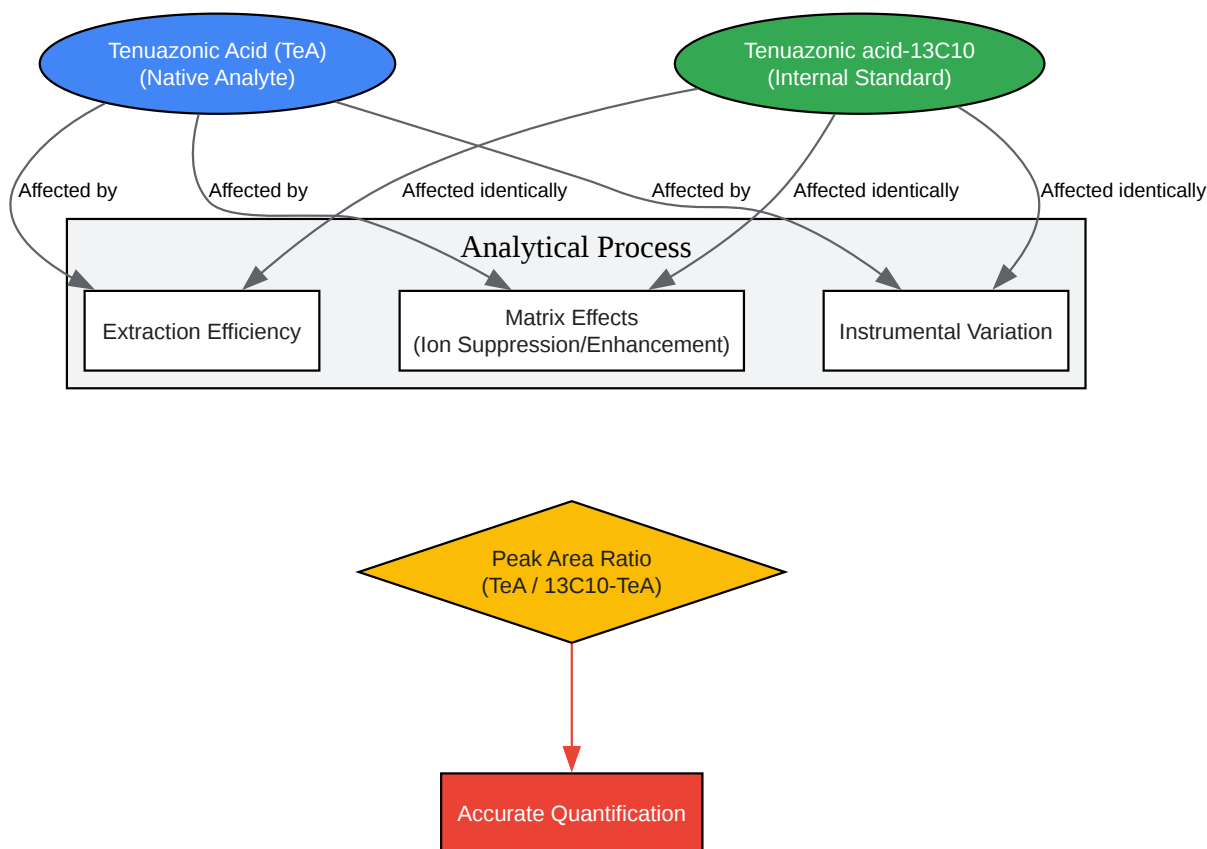 Tenuazonic Acid (TeA)
(Native Analyte)
Tenuazonic acid-13C10
(Internal Standard)
Affected by
Affected by
Affected identically
Affected by
Affected identically
Affected identically
Analytical Process
Extraction Efficiency
Matrix Effects
(Ion Suppression/Enhancement)
Instrumental Variation
Peak Area Ratio
(TeA / 13C10-TeA)
Accurate Quantification